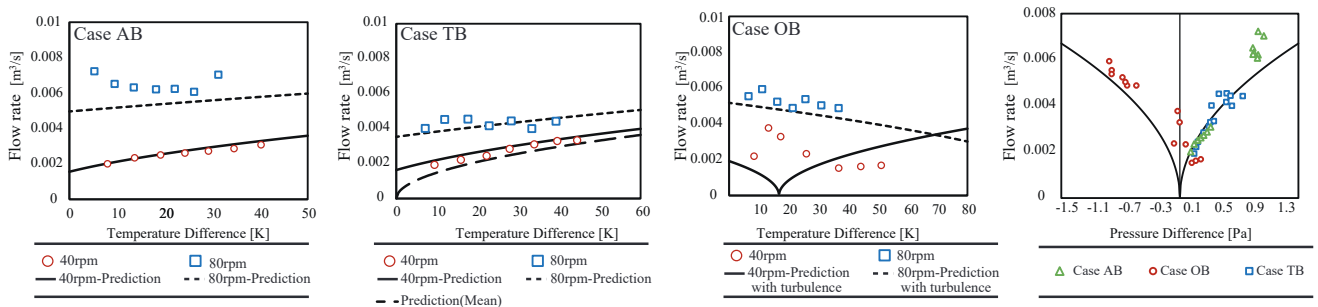 Case AB
Flow rate [m³/s]
0.01
0.008
0.006
0.004
0.002
0
0 10 20 30 40 50
Temperature Difference [K]
40rpm 80rpm
40rpm-Prediction 80rpm-Prediction
Case TB
Flow rate [m³/s]
0.01
0.008
0.006
0.004
0.002
0
0 10 20 30 40 50 60
Temperature Difference [K]
40rpm 80rpm
40rpm-Prediction 80rpm-Prediction
Prediction(Mean)
Case OB
Flow rate [m³/s]
0.01
0.008
-0.006
0.004
0.002
0
10 20 30 40 50 60 70 80
Temperature Difference [K]
40rpm 80rpm
40rpm-Prediction 80rpm-Prediction
with turbulence with turbulence
Flow rate [m³/s]
0.008
0.006
0.004
0.002
0
-1.5 -1.1 -0.7 -0.3 0.1 0.5 0.9 1.3
Pressure Difference [Pa]
Case AB Case OB Case TB